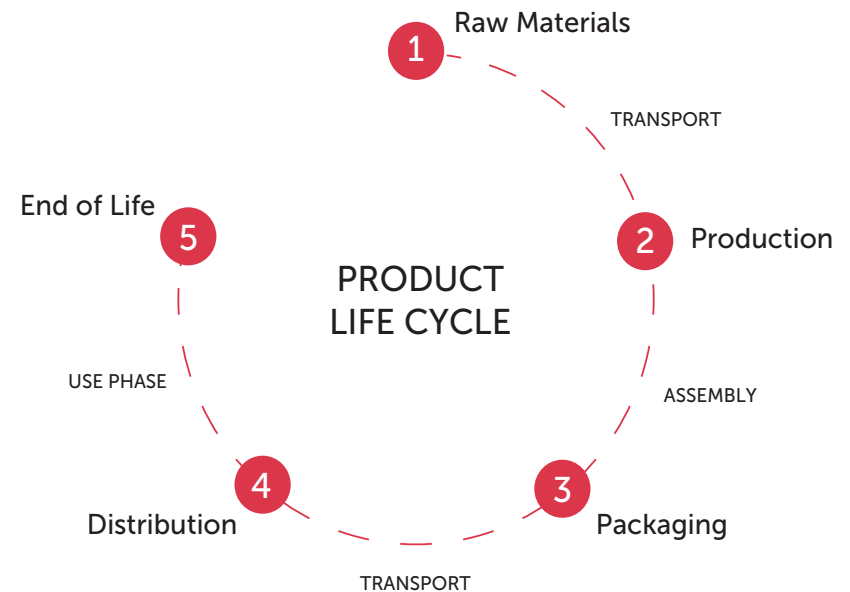 1
Raw Materials
TRANSPORT
2
Production
ASSEMBLY
3
Packaging
TRANSPORT
4
Distribution
USE PHASE
5
End of Life
PRODUCT
LIFE CYCLE